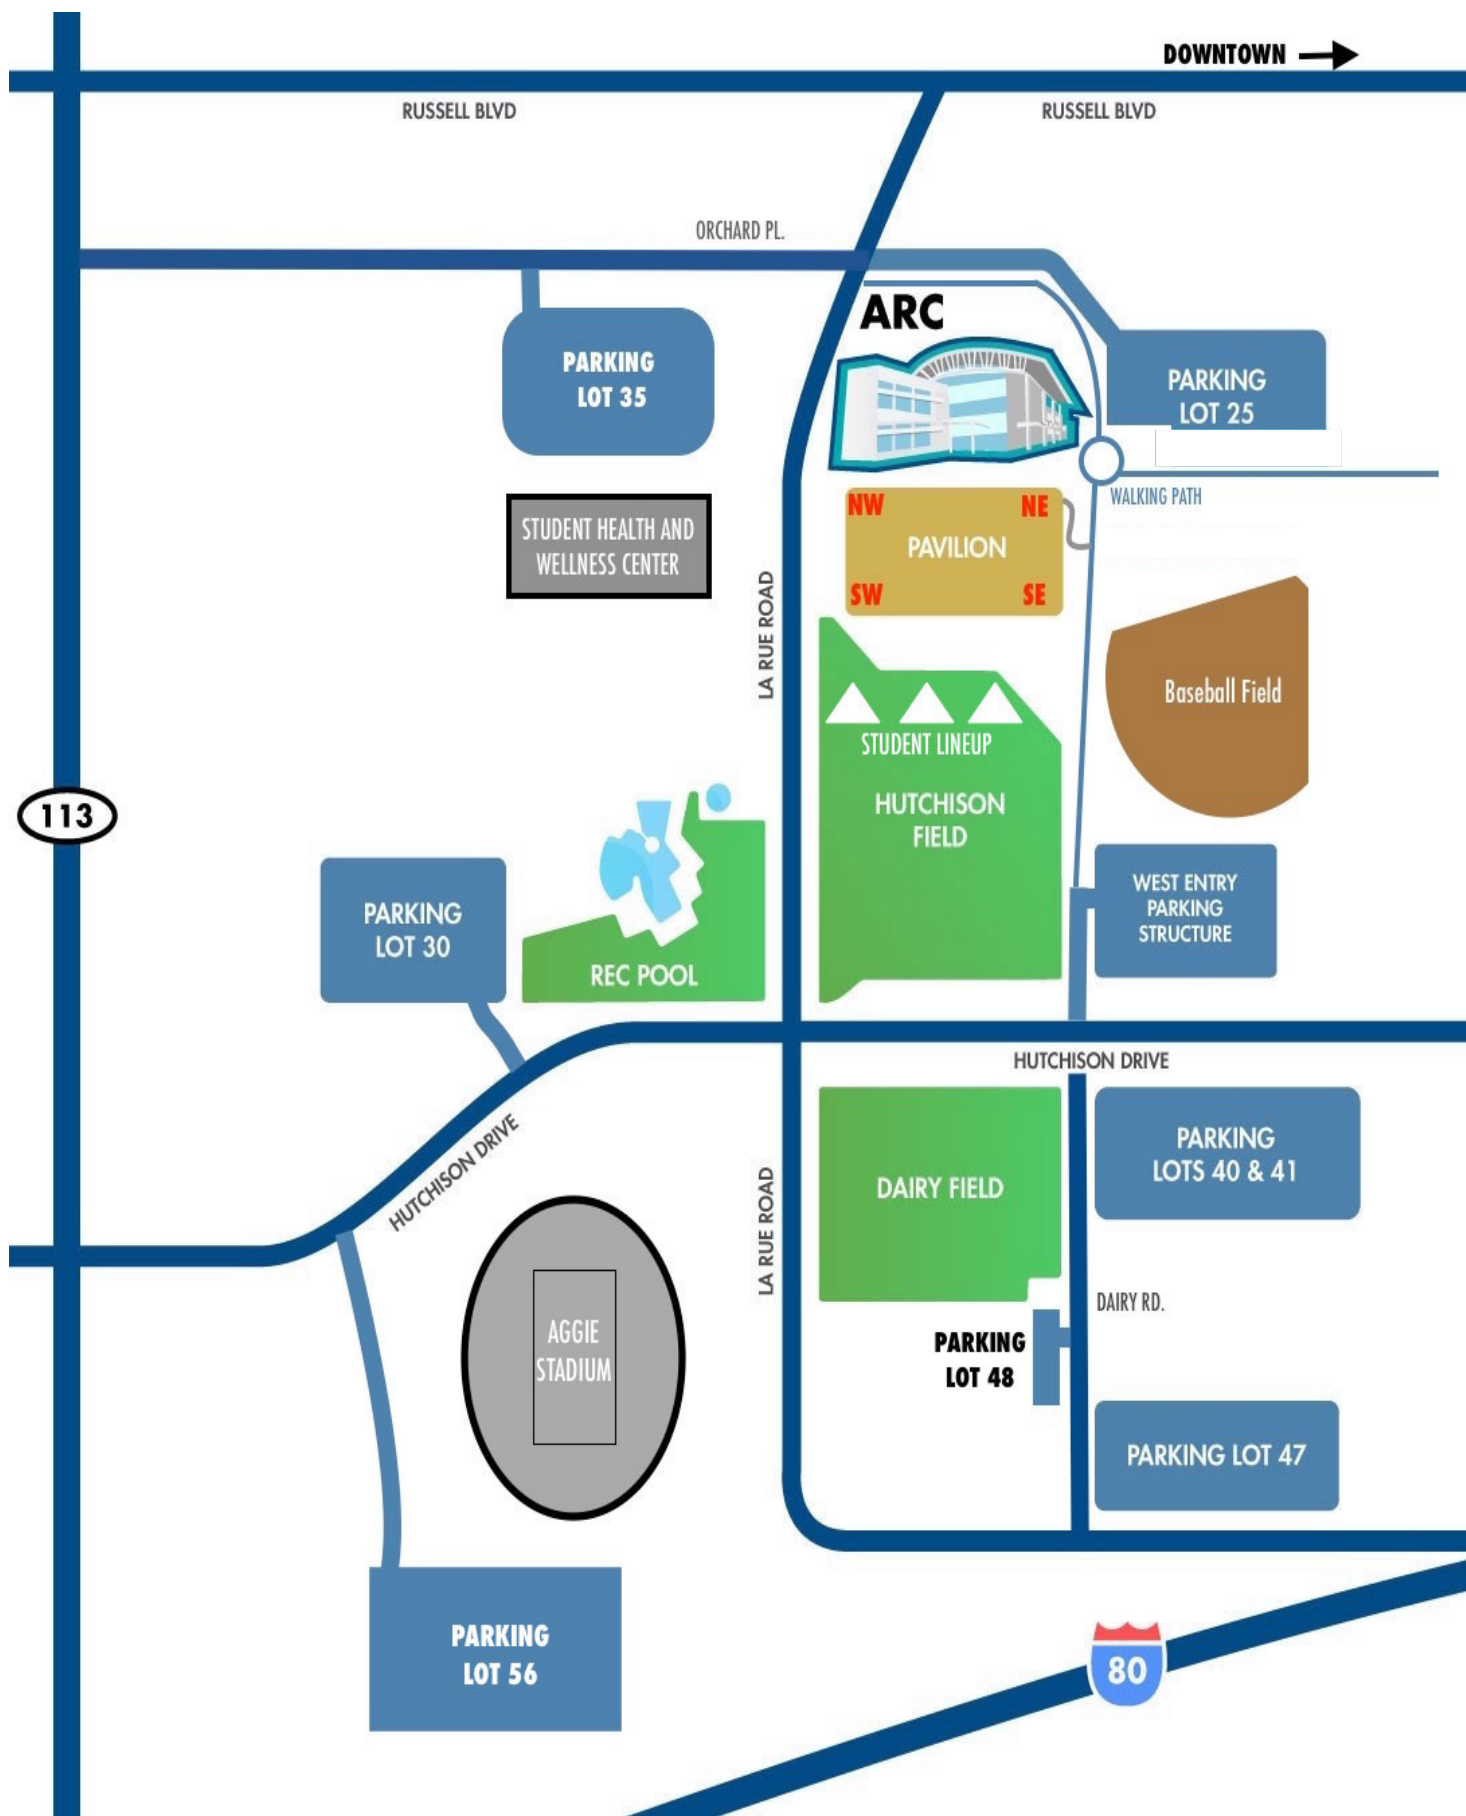 DOWNTOWN
RUSSELL BLVD
RUSSELL BLVD
ORCHARD PL.
ARC
PARKING
LOT 35
PARKING
LOT 25
STUDENT HEALTH AND
WELLNESS CENTER
NW
NE
WALKING PATH
PAVILION
SW
SE
LA RUE ROAD
Baseball Field
STUDENT LINEUP
HUTCHISON
FIELD
113
PARKING
LOT 30
WEST ENTRY
PARKING
STRUCTURE
REC POOL
HUTCHISON DRIVE
HUTCHISON DRIVE
PARKING
LOTS 40 & 41
DAIRY FIELD
LA RUE ROAD
DAIRY RD.
AGGIE
STADIUM
PARKING
LOT 48
PARKING LOT 47
PARKING
LOT 56
80